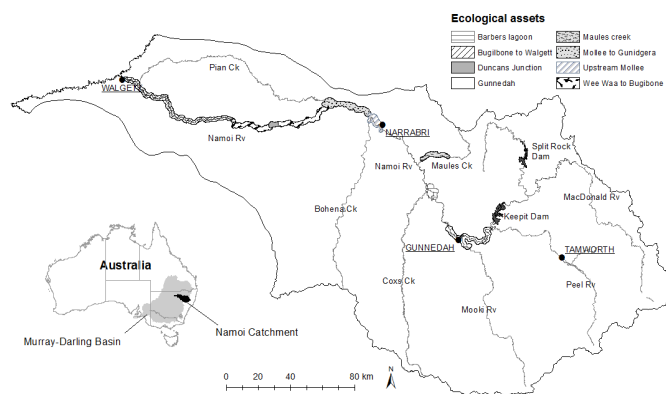 Ecological assets
Barbers lagoon
Bugilbone to Walgett
Duncans Junction
Gunnedah
Maules creek
Mollee to Gunidgera
Upstream Mollee
Wee Waa to Bugibone
Pian Ck
WALGETT
Namoi Rv
NARRABRI
Namoi Rv
Maules Ck
Split Rock
Dam
MacDonald Rv
Bohena Ck
Keepit Dam
GUNNEDAH
TAMWORTH
Coxs Ck
Peel Rv
Mooki Rv
Australia
Murray-Darling Basin
Namoi Catchment
N
0 20 40 80 km